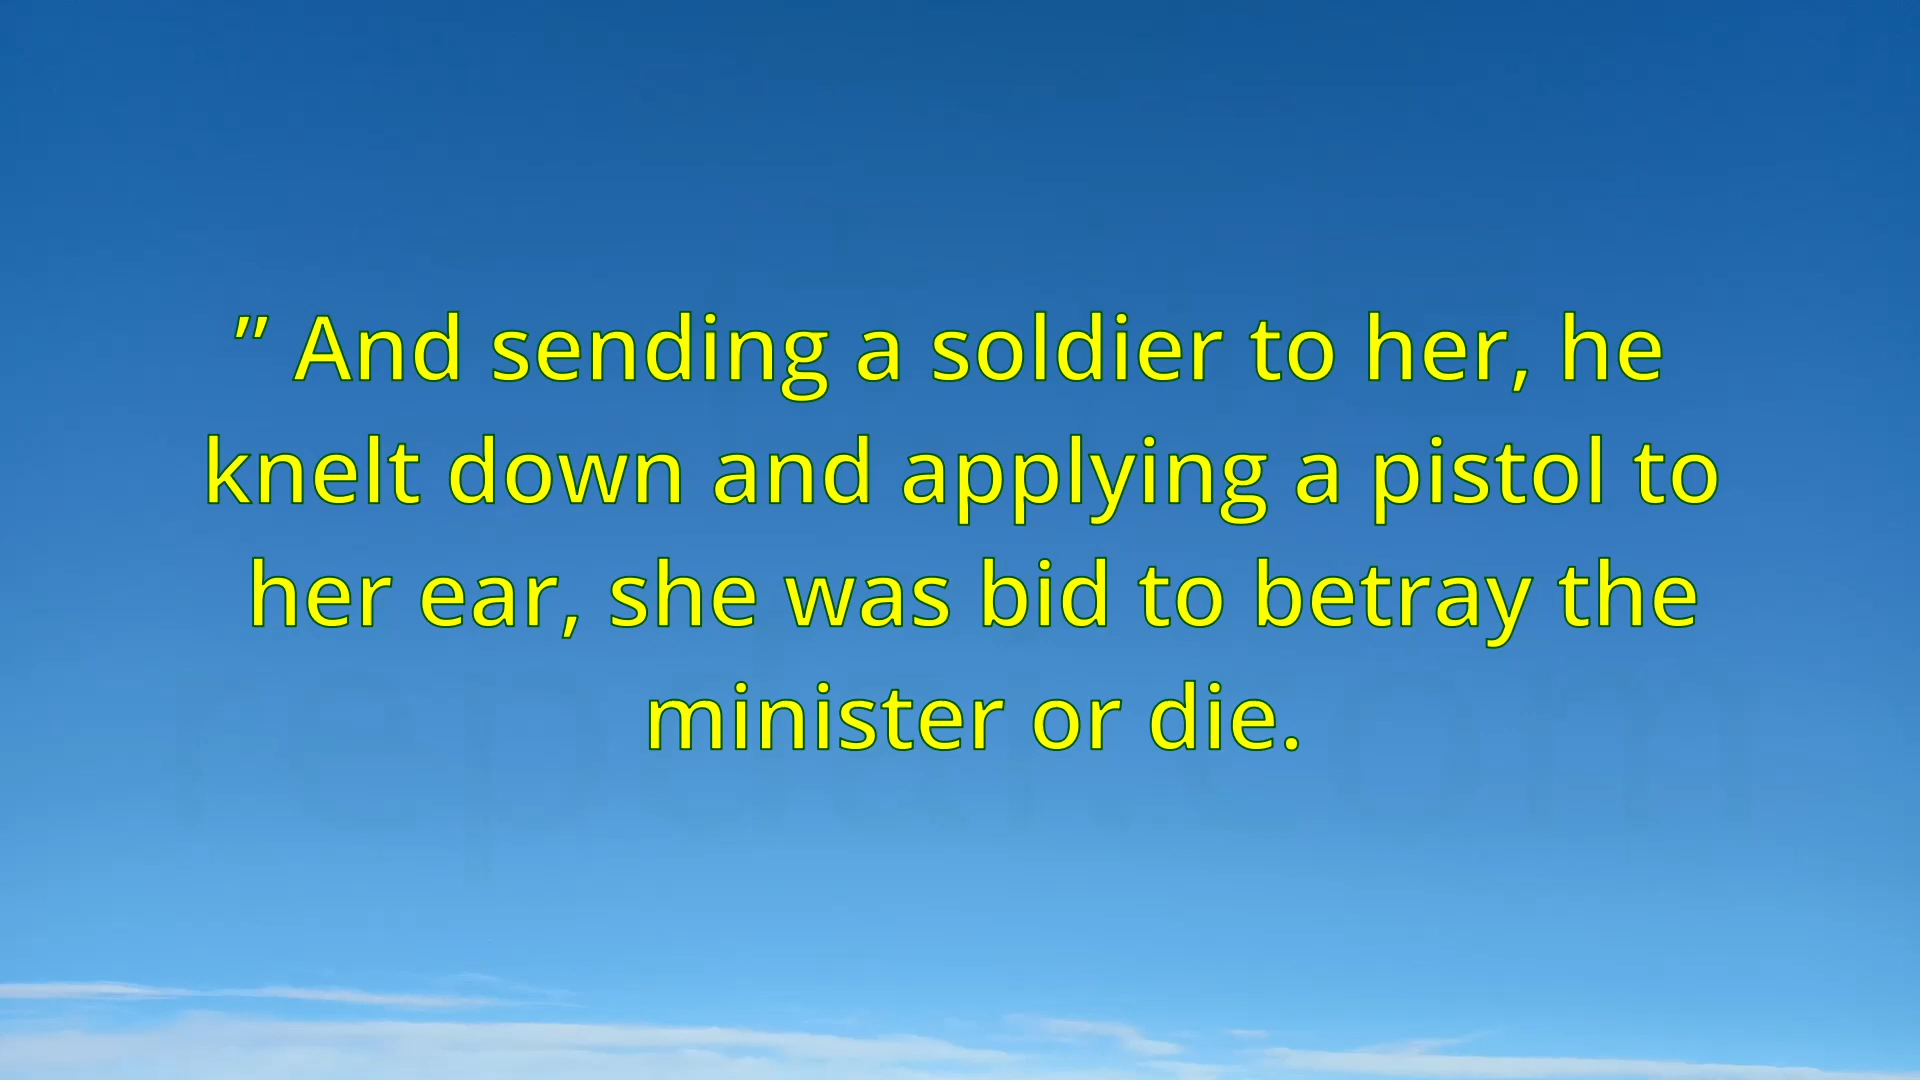 ” And sending a soldier to her, he
knelt down and applying a pistol to
her ear, she was bid to betray the
minister or die.